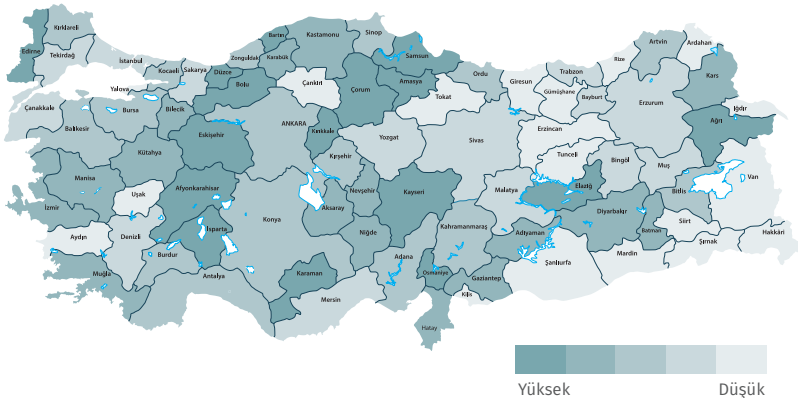 Kırklareli
Edirne
Tekirdağ
İstanbul
Kocaeli
Sakarya
Yalova
Zonguldak
Bartın
Karabük
Kastamonu
Sinop
Samsun
Düzce
Bolu
Çankırı
Çorum
Amasya
Ordu
Tokat
Giresun
Trabzon
Gümüşhane
Bayburt
Rize
Artvin
Ardahan
Kars
Iğdır
Ağrı
Erzurum
Erzincan
Tunceli
Bingöl
Muş
Bitlis
Van
Hakkâri
Şırnak
Siirt
Batman
Mardin
Diyarbakır
Elazığ
Malatya
Adıyaman
Şanlıurfa
Sivas
Yozgat
Kırıkkale
Kırşehir
ANKARA
Eskişehir
Bilecik
Bursa
Çanakkale
Balıkesir
Kütahya
Manisa
Uşak
Afyonkarahisar
İzmir
Aydın
Denizli
Isparta
Burdur
Muğla
Antalya
Konya
Aksaray
Nevşehir
Kayseri
Niğde
Karaman
Mersin
Adana
Kahramanmaraş
Osmaniye
Gaziantep
Kilis
Hatay
Yüksek
Düşük